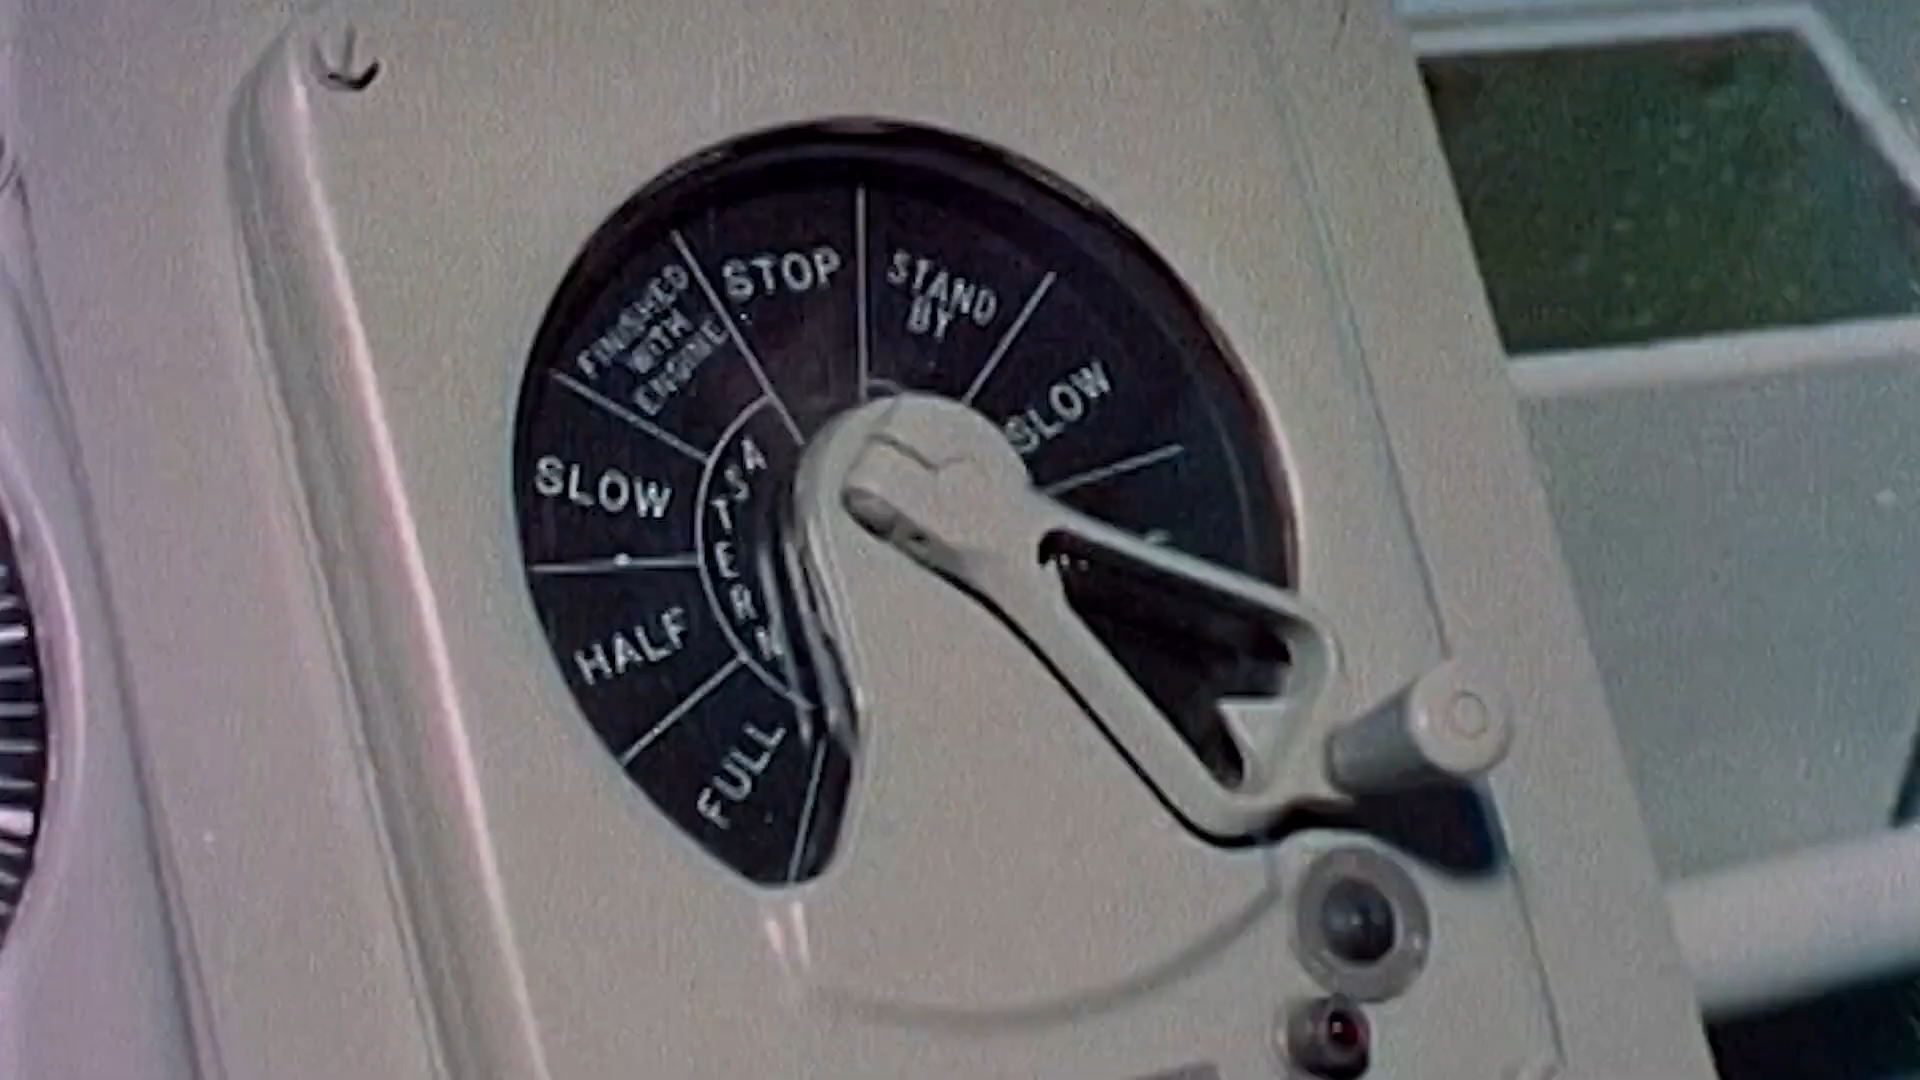 STOP
STAND
BY
FINISHED
WITH
ENGINE
SLOW
SLOW
ASTERN
HALF
FULL